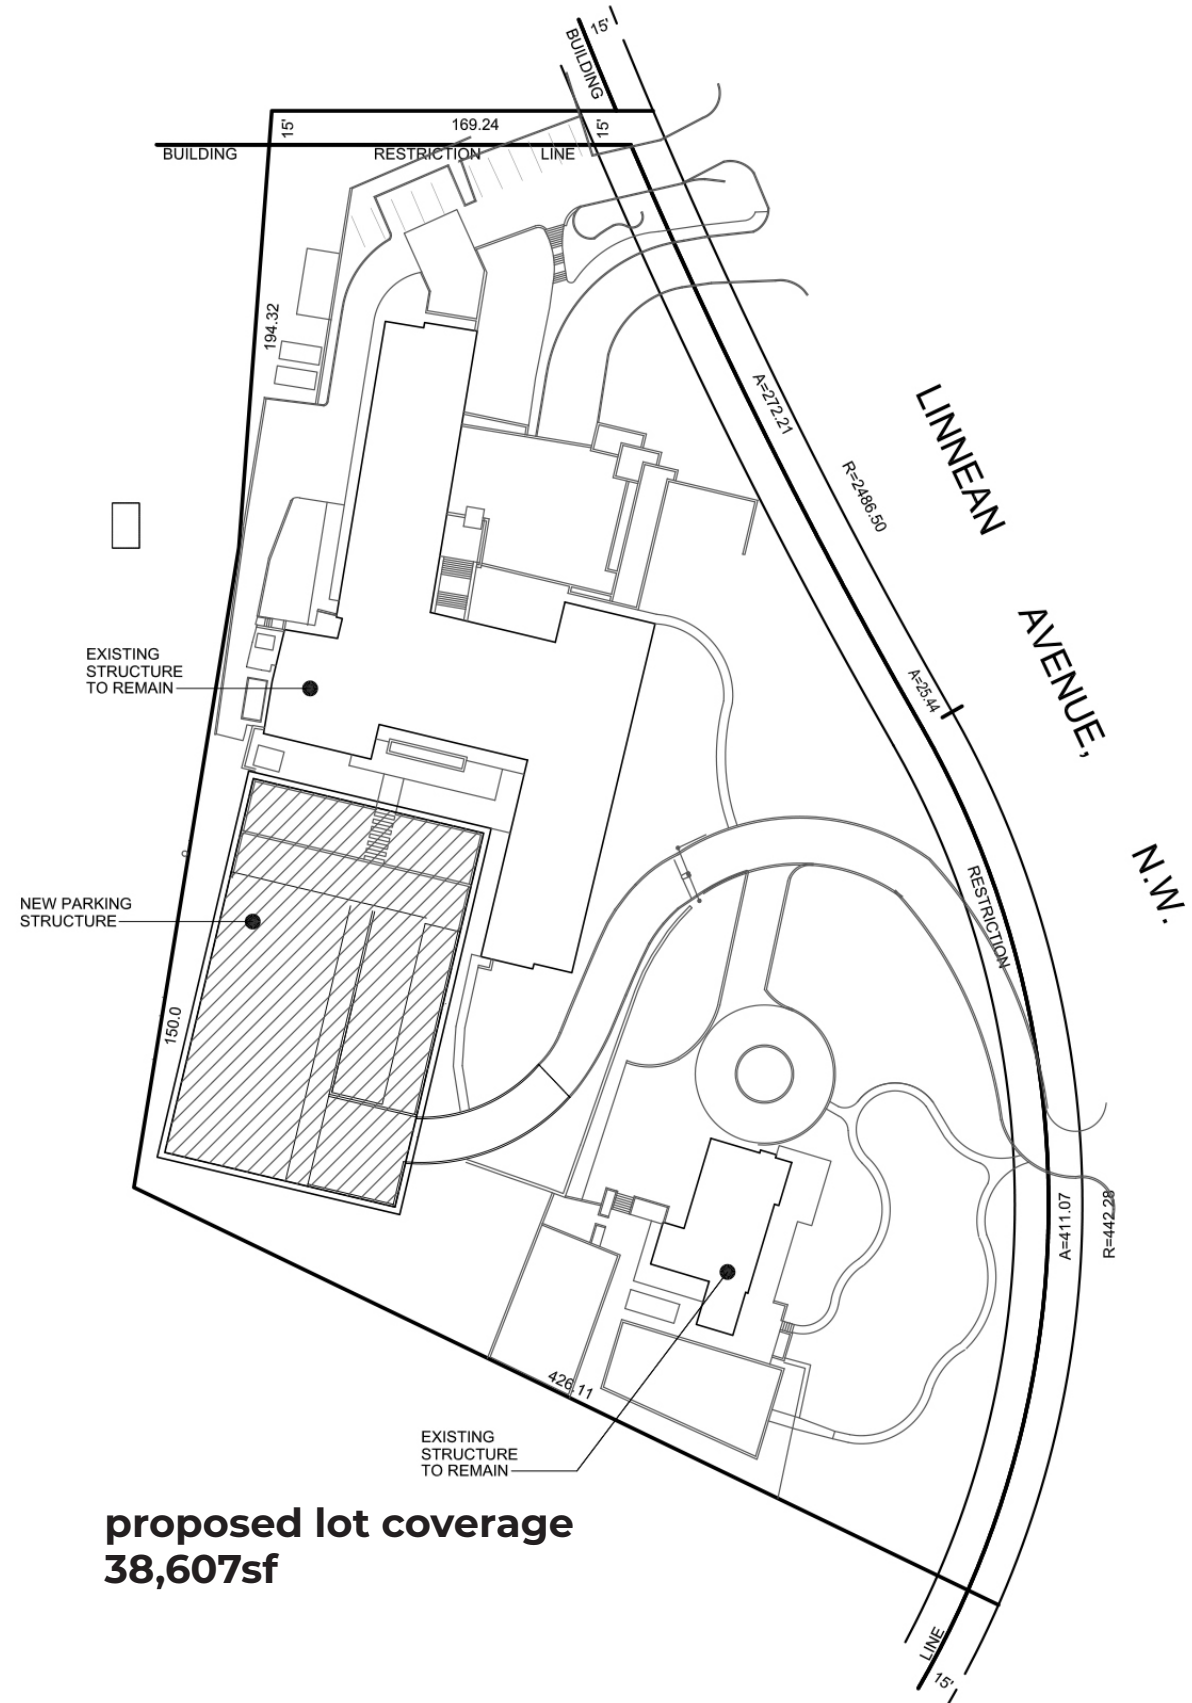 15'
BUILDING
15'
169.24
15'
BUILDING
RESTRICTION
LINE
194.32
A=272.21
LINNEAN
R=2486.50
AVENUE,
EXISTING
STRUCTURE
TO REMAIN
A=25.44
N.W.
RESTRICTION
NEW PARKING
STRUCTURE
150.0
A=411.07
R=442.28
426.11
EXISTING
STRUCTURE
TO REMAIN
proposed lot coverage
38,607sf
LINE
15'